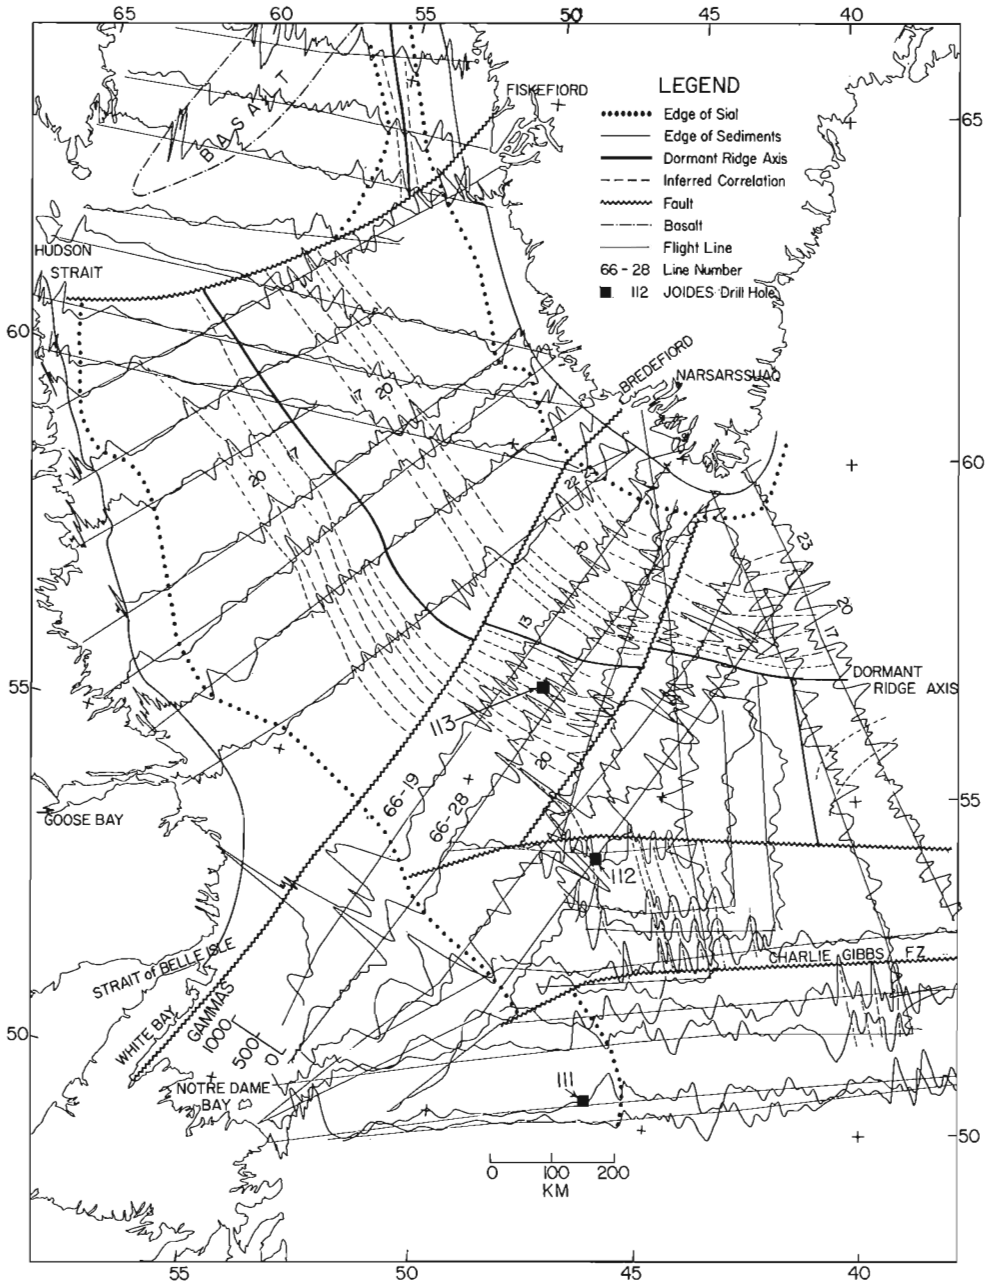 65 60 55 50 45 40
FISKEFIORD
BASALT
LEGEND
Edge of Sial
Edge of Sediments
Dormant Ridge Axis
Inferred Correlation
Fault
Basalt
Flight Line
66 - 28 Line Number
112 JOIDES Drill Hole
65
HUDSON
STRAIT
60
BREDEFIORD
NARSARSSUAQ
17 20
20 17
60
23
20
20
17
13
DORMANT
RIDGE AXIS
55
113
20
66-19
66-28
55
GOOSE BAY
112
STRAIT of BELLE ISLE
CHARLIE GIBBS F.Z.
WHITE BAY
GAMMAS
1000
500
0
50
NOTRE DAME
BAY
111
50
0 100 200
KM
55 50 45 40